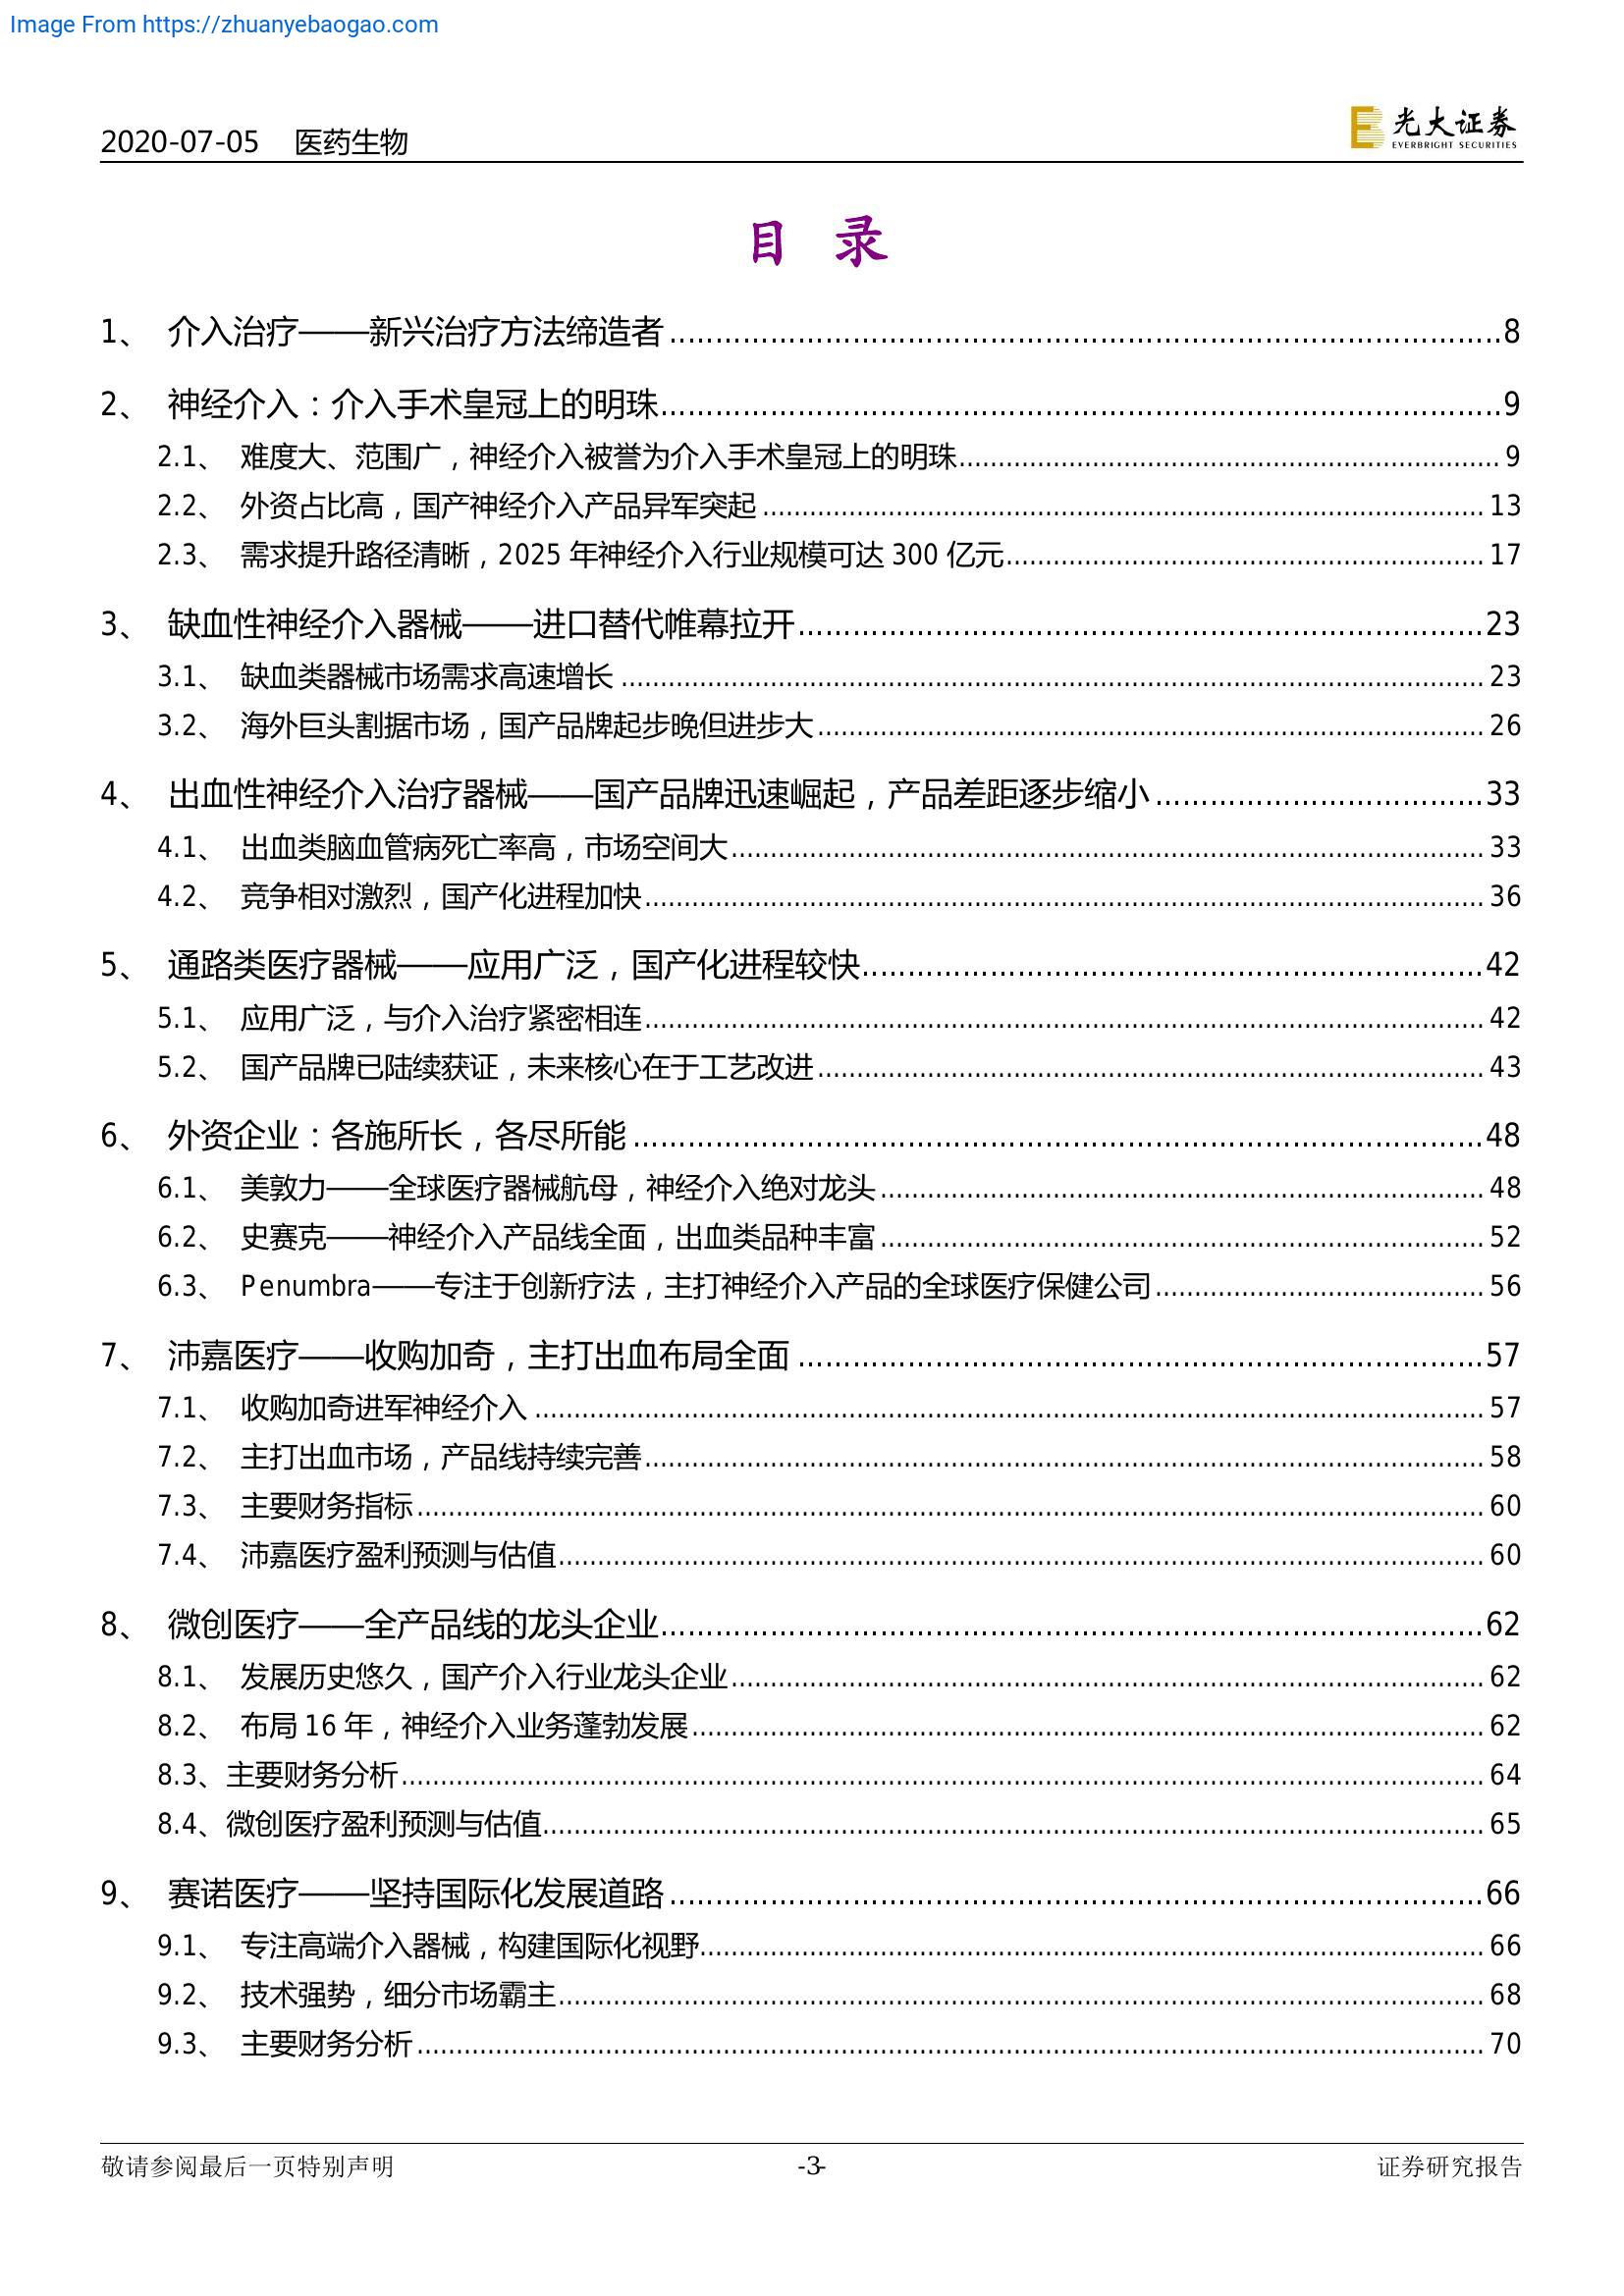 Image From https://zhuanyebaogao.com
2020-07-05 医药生物
光大证券
EVERBRIGHT SECURITIES
目 录
1、 介入治疗——新兴治疗方法缔造者........................8
2、 神经介入：介入手术皇冠上的明珠........................9
2.1、 难度大、范围广，神经介入被誉为介入手术皇冠上的明珠........................9
2.2、 外资占比高，国产神经介入产品异军突起........................13
2.3、 需求提升路径清晰，2025 年神经介入行业规模可达 300 亿元........................17
3、 缺血性神经介入器械——进口替代帷幕拉开........................23
3.1、 缺血类器械市场需求高速增长........................23
3.2、 海外巨头割据市场，国产品牌起步晚但进步大........................26
4、 出血性神经介入治疗器械——国产品牌迅速崛起，产品差距逐步缩小........................33
4.1、 出血类脑血管病死亡率高，市场空间大........................33
4.2、 竞争相对激烈，国产化进程加快........................36
5、 通路类医疗器械——应用广泛，国产化进程较快........................42
5.1、 应用广泛，与介入治疗紧密相连........................42
5.2、 国产品牌已陆续获证，未来核心在于工艺改进........................43
6、 外资企业：各施所长，各尽所能........................48
6.1、 美敦力——全球医疗器械航母，神经介入绝对龙头........................48
6.2、 史赛克——神经介入产品线全面，出血类品种丰富........................52
6.3、 Penumbra——专注于创新疗法，主打神经介入产品的全球医疗保健公司........................56
7、 沛嘉医疗——收购加奇，主打出血布局全面........................57
7.1、 收购加奇进军神经介入........................57
7.2、 主打出血市场，产品线持续完善........................58
7.3、 主要财务指标........................60
7.4、 沛嘉医疗盈利预测与估值........................60
8、 微创医疗——全产品线的龙头企业........................62
8.1、 发展历史悠久，国产介入行业龙头企业........................62
8.2、 布局 16 年，神经介入业务蓬勃发展........................62
8.3、主要财务分析........................64
8.4、微创医疗盈利预测与估值........................65
9、 赛诺医疗——坚持国际化发展道路........................66
9.1、 专注高端介入器械，构建国际化视野........................66
9.2、 技术强势，细分市场霸主........................68
9.3、 主要财务分析........................70
敬请参阅最后一页特别声明 -3- 证券研究报告